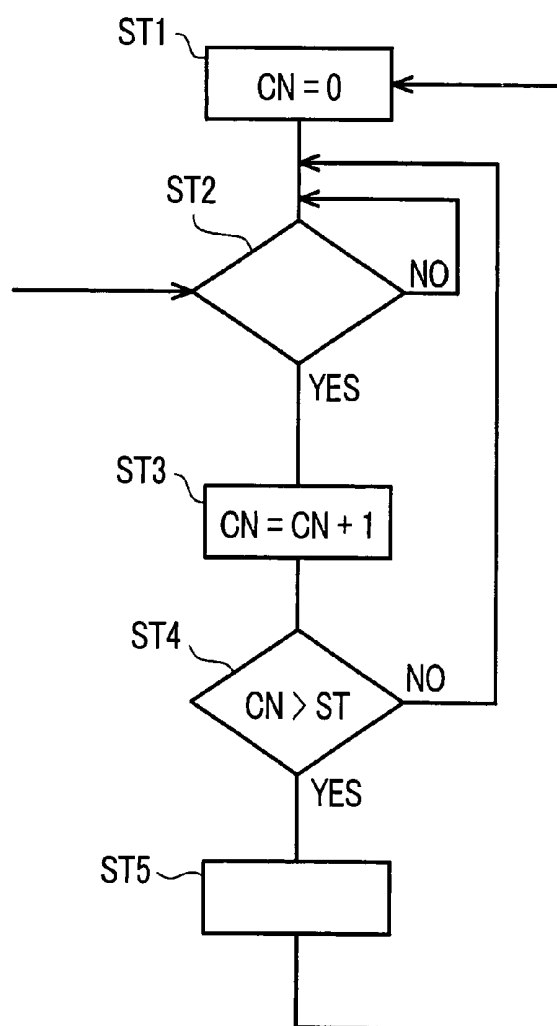 ST1
CN = 0
ST2
NO
YES
ST3
CN = CN + 1
ST4
CN > ST
NO
YES
ST5